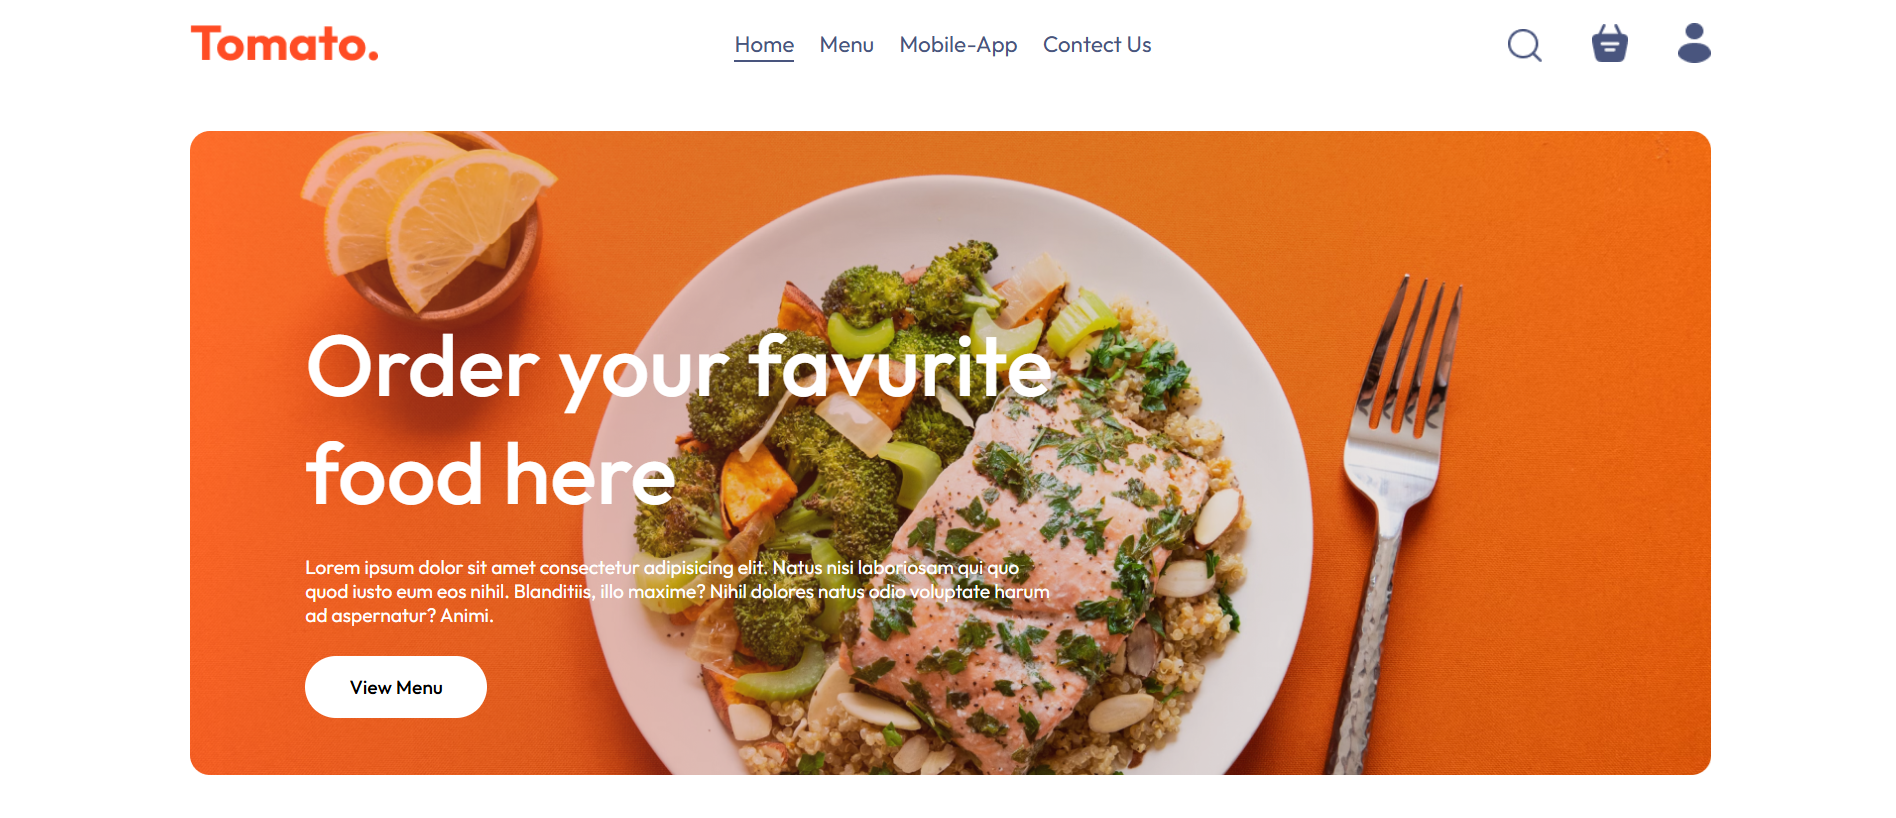 Tomato.
Home Menu Mobile-App Contect Us
Order your favurite
food here
Lorem ipsum dolor sit amet consectetur adipisicing elit. Natus nisi laboriosam qui quo
quod iusto eum eos nihil. Blanditiis, illo maxime? Nihil dolores natus odio voluptate harum
ad aspernatur? Animi.
View Menu